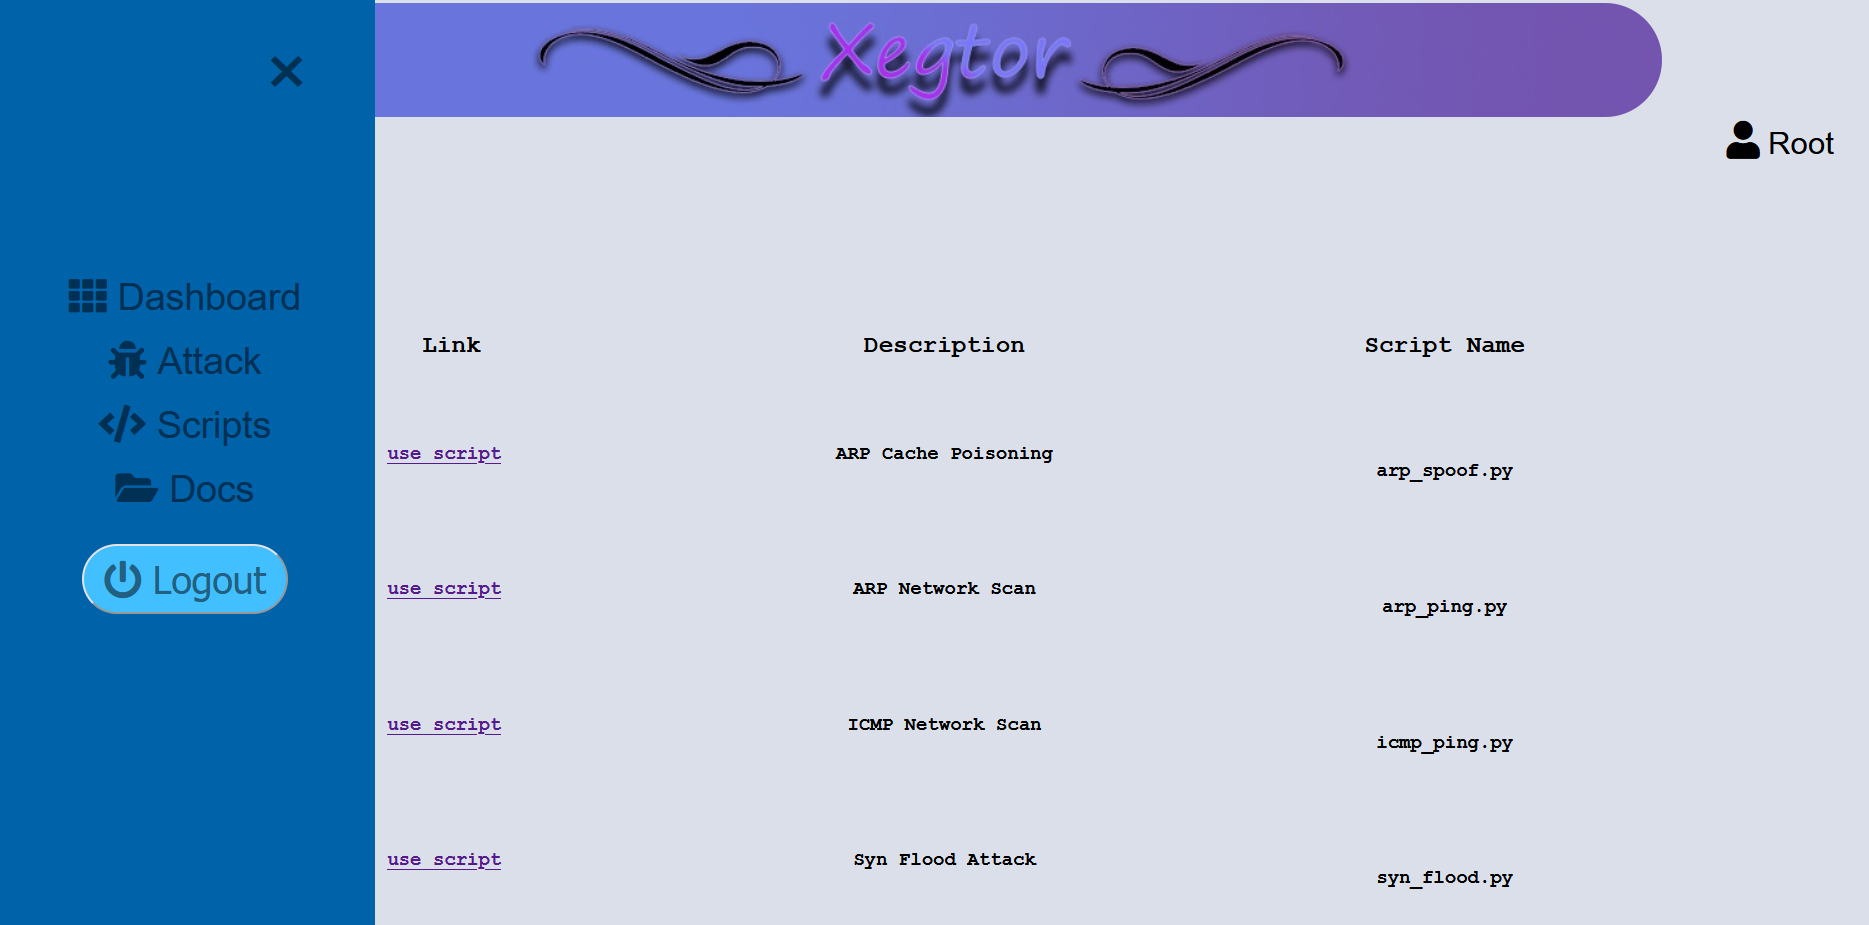 Xegtor
Root
Dashboard
Attack
Scripts
Docs
Logout
Link Description Script Name
use script ARP Cache Poisoning arp_spoof.py
use script ARP Network Scan arp_ping.py
use script ICMP Network Scan icmp_ping.py
use script Syn Flood Attack syn_flood.py